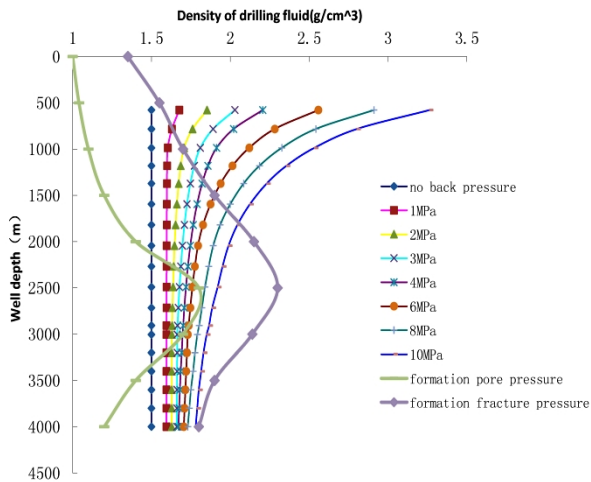 Density of drilling fluid(g/cm^3)
1 1.5 2 2.5 3 3.5
0
500
1000
1500
2000
2500
3000
3500
4000
4500
Well depth（m）
no back pressure
1MPa
2MPa
3MPa
4MPa
6MPa
8MPa
10MPa
formation pore pressure
formation fracture pressure